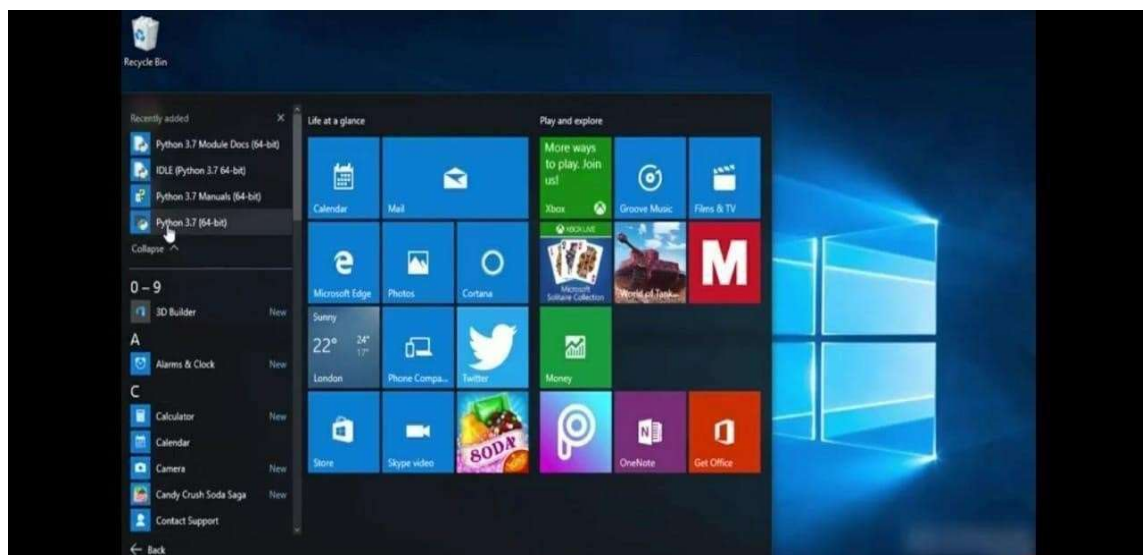 Recycle Bin
Recently added
Python 3.7 Module Docs (64-bit)
IDLE (Python 3.7 64-bit)
Python 3.7 Manuals (64-bit)
Python 3.7 (64-bit)
Collapse
0 – 9
3D Builder New
A
Alarms & Clock New
C
Calculator New
Calendar
Camera New
Candy Crush Soda Saga New
Contact Support
Back
Life at a glance
Calendar
Mail
Microsoft Edge
Photos
Cortana
Sunny
22° 24°
17°
London
Phone Compa...
Twitter
Store
Skype video
SODA
Play and explore
More ways
to play. Join
us!
Xbox
Groove Music
Films & TV
XBOX LIVE
Microsoft
Solitaire Collection
World of Tank...
M
Money
OneNote
Get Office